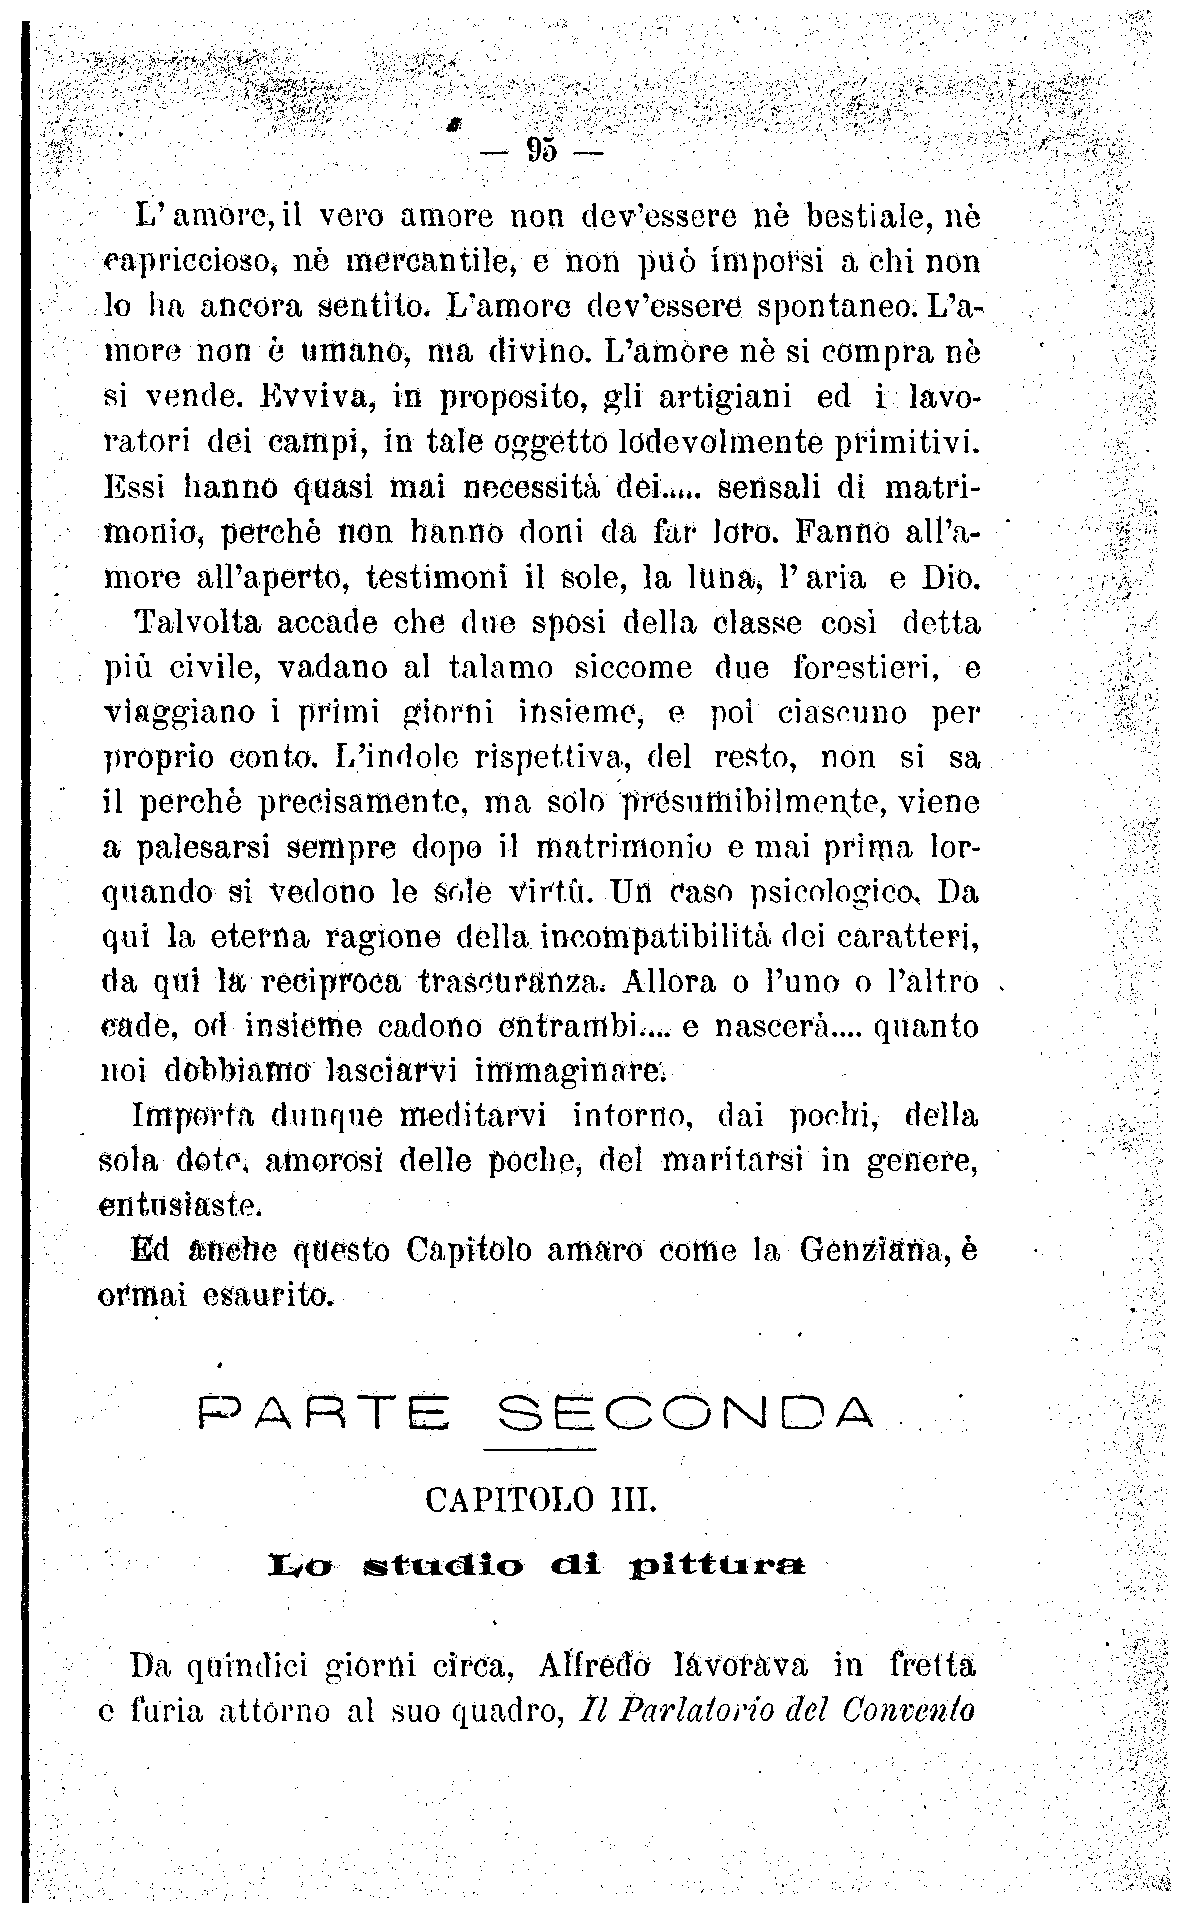 — 95 —
L' amore, il vero amore non dev'essere nè bestiale, nè
capriccioso, nè mercantile, e non può imporsi a chi non
lo ha ancora sentito. L'amore dev'essere spontaneo. L'a-
more non è umano, ma divino. L'amore nè si compra nè
si vende. Evviva, in proposito, gli artigiani ed i lavo-
ratori dei campi, in tale oggetto lodevolmente primitivi.
Essi hanno quasi mai necessità dei..... sensali di matri-
monio, perchè non hanno doni da far loro. Fanno all'a-
more all'aperto, testimoni il sole, la luna, l' aria e Dio.
Talvolta accade che due sposi della classe così detta
più civile, vadano al talamo siccome due forestieri, e
viaggiano i primi giorni insieme, e poi ciascuno per
proprio conto. L'indole rispettiva, del resto, non si sa
il perchè precisamente, ma solo presumibilmente, viene
a palesarsi sempre dopo il matrimonio e mai prima lor-
quando si vedono le sole virtù. Un caso psicologico. Da
qui la eterna ragione della incompatibilità dei caratteri,
da qui la reciproca trascuranza. Allora o l'uno o l'altro
cade, od insieme cadono entrambi.... e nascerà.... quanto
noi dobbiamo lasciarvi immaginare.
Importa dunque meditarvi intorno, dai pochi, della
sola dote, amorosi delle poche, del maritarsi in genere,
entusiaste.
Ed anche questo Capitolo amaro come la Genziana, è
ormai esaurito.
PARTE SECONDA
CAPITOLO III.
Lo studio di pittura
Da quindici giorni circa, Alfredo lavorava in fretta
e furia attorno al suo quadro, Il Parlatorio del Convento